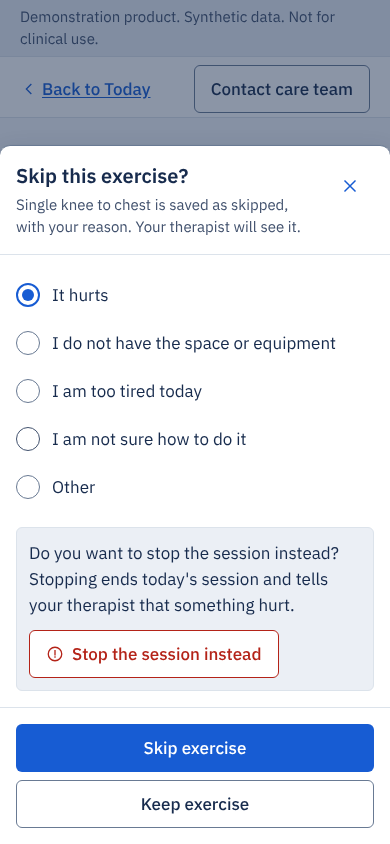 Demonstration product. Synthetic data. Not for
clinical use.
Back to Today
Contact care team
Skip this exercise?
Single knee to chest is saved as skipped,
with your reason. Your therapist will see it.
It hurts
I do not have the space or equipment
I am too tired today
I am not sure how to do it
Other
Do you want to stop the session instead?
Stopping ends today's session and tells
your therapist that something hurt.
Stop the session instead
Skip exercise
Keep exercise